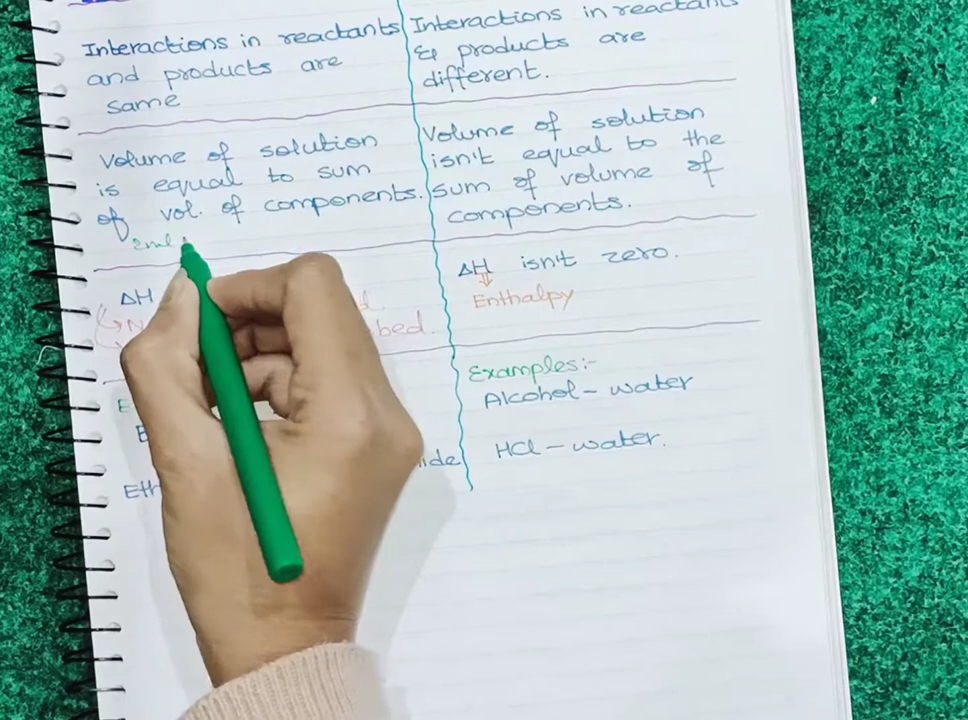 Interactions in reactants
and products are
same
Interactions in reactants
& products are
different.
Volume of solution
is equal to sum
of vol. of components.
2ml
Volume of solution
isn't equal to the
sum of volume of
components.
ΔH
ΔH isn't zero.
⇓
Enthalpy
Examples:-
Alcohol - water
HCl - water.